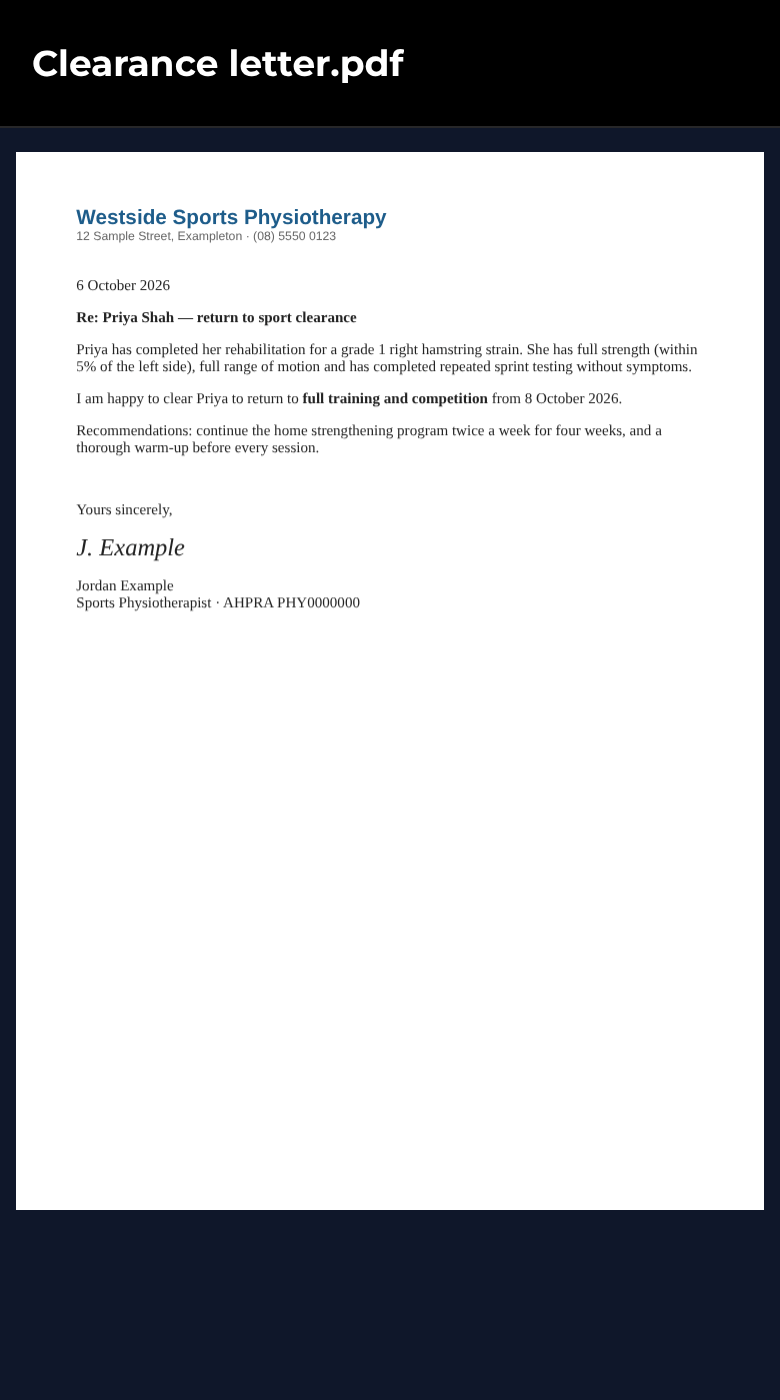 Clearance letter.pdf
Westside Sports Physiotherapy
12 Sample Street, Exampleton · (08) 5550 0123
6 October 2026
Re: Priya Shah — return to sport clearance
Priya has completed her rehabilitation for a grade 1 right hamstring strain. She has full strength (within
5% of the left side), full range of motion and has completed repeated sprint testing without symptoms.
I am happy to clear Priya to return to full training and competition from 8 October 2026.
Recommendations: continue the home strengthening program twice a week for four weeks, and a
thorough warm-up before every session.
Yours sincerely,
J. Example
Jordan Example
Sports Physiotherapist · AHPRA PHY0000000